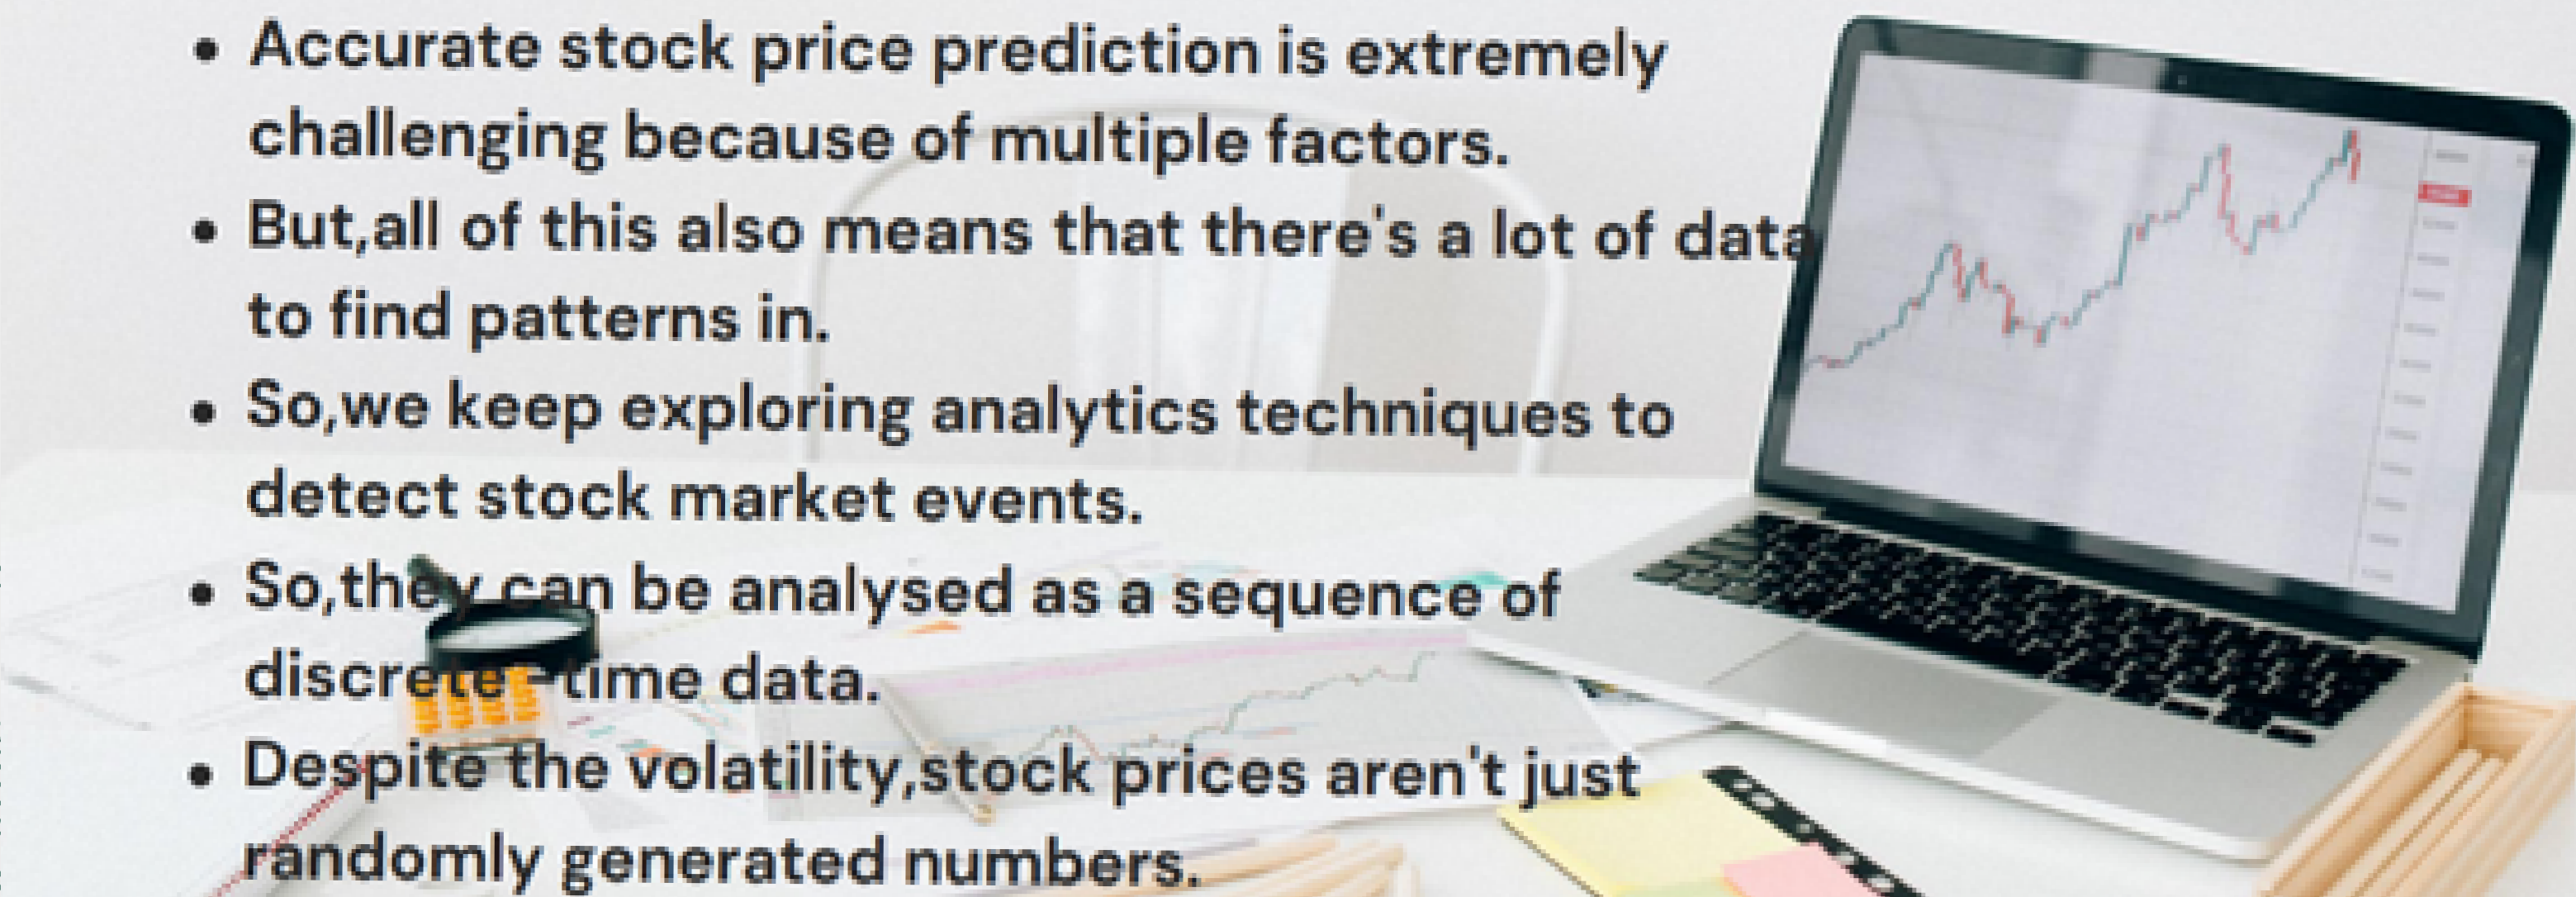 • Accurate stock price prediction is extremely
challenging because of multiple factors.
• But,all of this also means that there's a lot of data
to find patterns in.
• So,we keep exploring analytics techniques to
detect stock market events.
• So,they can be analysed as a sequence of
discrete -time data.
• Despite the volatility,stock prices aren't just
randomly generated numbers.